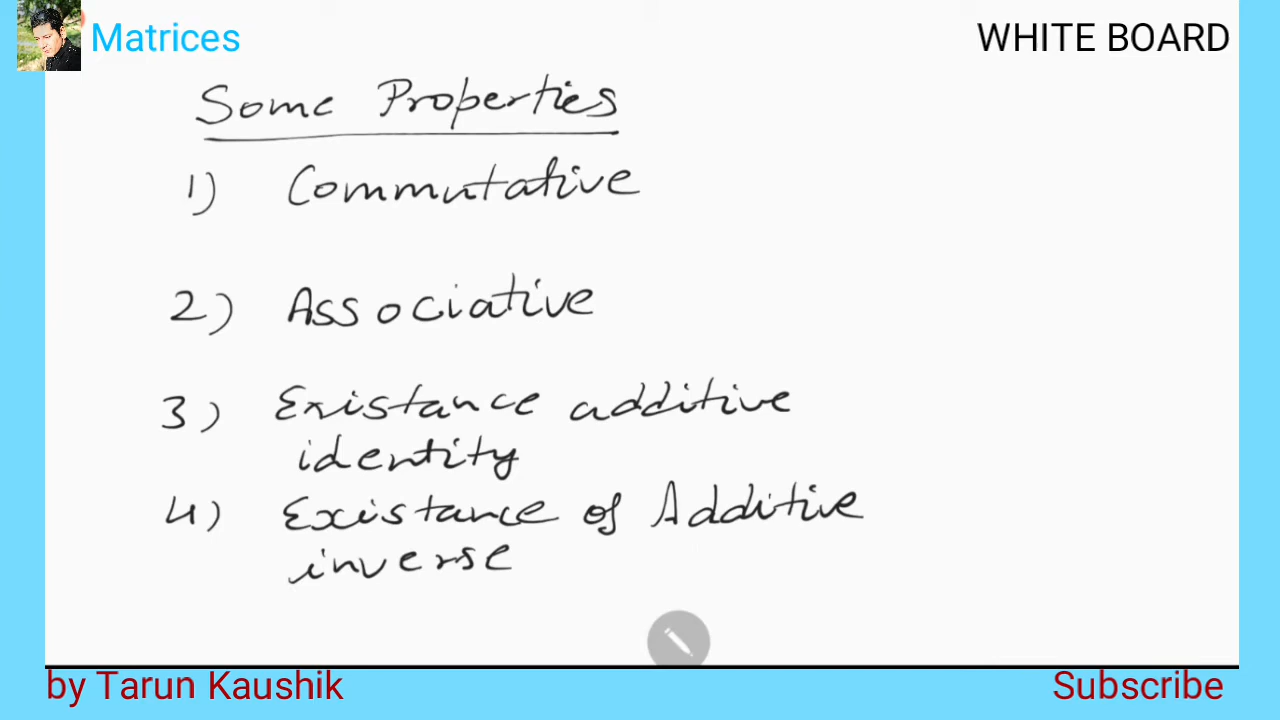 Matrices
WHITE BOARD
Some Properties
1) Commutative
2) Associative
3) Existance additive
identity
4) Existance of Additive
inverse
by Tarun Kaushik
Subscribe